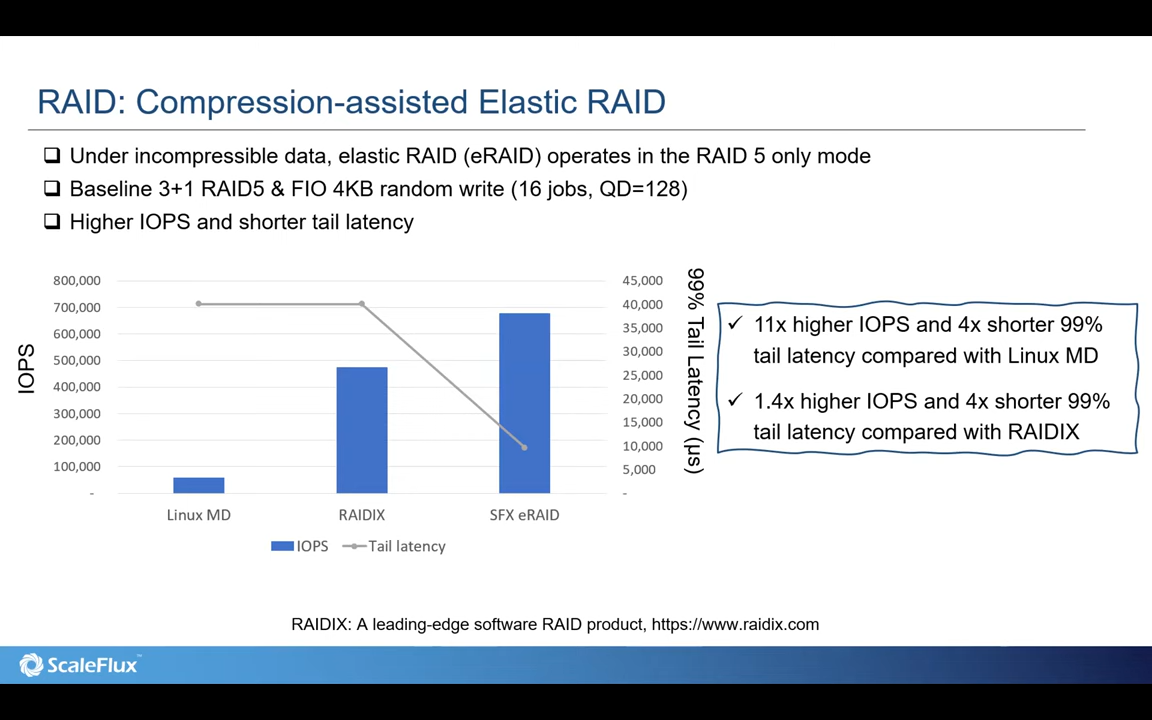 RAID: Compression-assisted Elastic RAID
❑ Under incompressible data, elastic RAID (eRAID) operates in the RAID 5 only mode
❑ Baseline 3+1 RAID5 & FIO 4KB random write (16 jobs, QD=128)
❑ Higher IOPS and shorter tail latency
IOPS
800,000
700,000
600,000
500,000
400,000
300,000
200,000
100,000
-
45,000
40,000
35,000
30,000
25,000
20,000
15,000
10,000
5,000
-
99% Tail Latency (µs)
Linux MD
RAIDIX
SFX eRAID
IOPS
Tail latency
✓ 11x higher IOPS and 4x shorter 99%
tail latency compared with Linux MD
✓ 1.4x higher IOPS and 4x shorter 99%
tail latency compared with RAIDIX
RAIDIX: A leading-edge software RAID product, https://www.raidix.com
ScaleFlux™